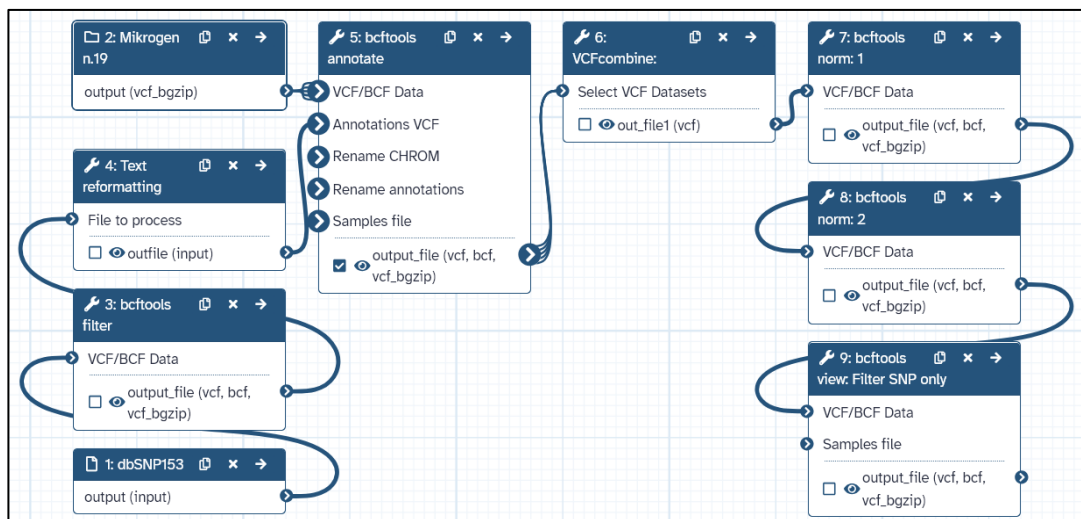 2: Mikrogen
n.19
output (vcf_bgzip)
4: Text
reformatting
File to process
outfile (input)
3: bcftools
filter
VCF/BCF Data
output_file (vcf, bcf,
vcf_bgzip)
1: dbSNP153
output (input)
5: bcftools
annotate
VCF/BCF Data
Annotations VCF
Rename CHROM
Rename annotations
Samples file
output_file (vcf, bcf,
vcf_bgzip)
6:
VCFcombine:
Select VCF Datasets
out_file1 (vcf)
7: bcftools
norm: 1
VCF/BCF Data
output_file (vcf, bcf,
vcf_bgzip)
8: bcftools
norm: 2
VCF/BCF Data
output_file (vcf, bcf,
vcf_bgzip)
9: bcftools
view: Filter SNP only
VCF/BCF Data
Samples file
output_file (vcf, bcf,
vcf_bgzip)